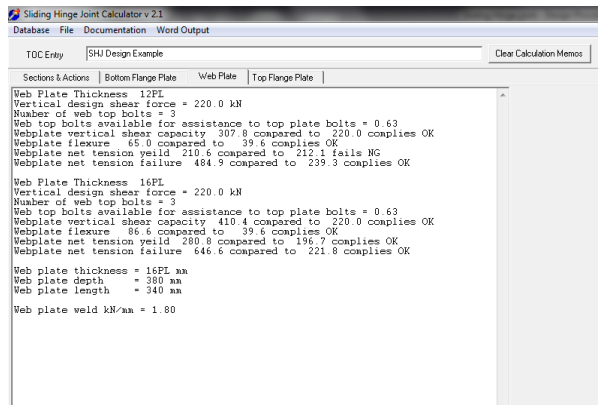 Sliding Hinge Joint Calculator v 2.1
Database File Documentation Word Output
TOC Entry SHJ Design Example Clear Calculation Memos
Sections & Actions Bottom Flange Plate Web Plate Top Flange Plate
Web Plate Thickness 12PL
Vertical design shear force = 220.0 kN
Number of web top bolts = 3
Web top bolts available for assistance to top plate bolts = 0.63
Webplate vertical shear capacity 307.8 compared to 220.0 complies OK
Webplate flexure 65.0 compared to 39.6 complies OK
Webplate net tension yeild 210.6 compared to 212.1 fails NG
Webplate net tension failure 484.9 compared to 239.3 complies OK
Web Plate Thickness 16PL
Vertical design shear force = 220.0 kN
Number of web top bolts = 3
Web top bolts available for assistance to top plate bolts = 0.63
Webplate vertical shear capacity 410.4 compared to 220.0 complies OK
Webplate flexure 86.6 compared to 39.6 complies OK
Webplate net tension yeild 280.8 compared to 196.7 complies OK
Webplate net tension failure 646.6 compared to 221.8 complies OK
Web plate thickness = 16PL mm
Web plate depth = 380 mm
Web plate length = 340 mm
Web plate weld kN/mm = 1.80